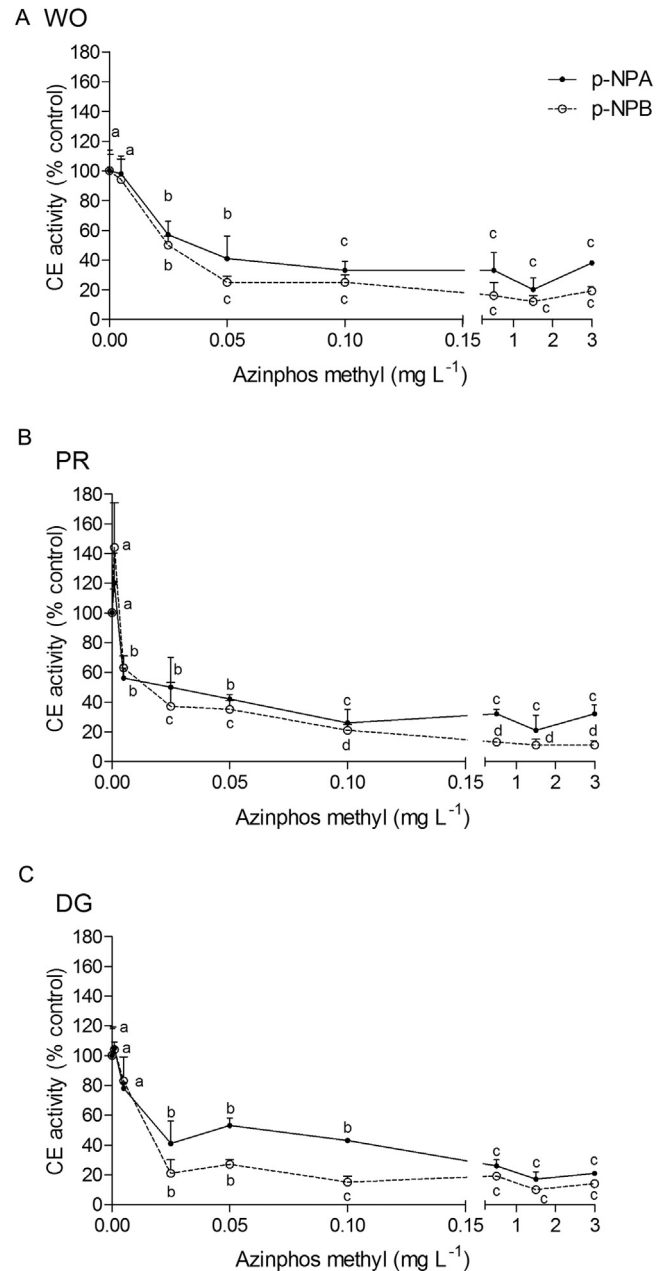 A WO
p-NPA
p-NPB
CE activity (% control)
180
160
140
120
100
80
60
40
20
0
a
a
b
b
b
c
c
c
c
c
c
c
c
c
0.00 0.05 0.10 0.15 1 2 3
Azinphos methyl (mg L⁻¹)
B
PR
CE activity (% control)
180
160
140
120
100
80
60
40
20
0
a
a
b
b
b
c
b
c
c
d
c
d
c
d
c
d
0.00 0.05 0.10 0.15 1 2 3
Azinphos methyl (mg L⁻¹)
C
DG
CE activity (% control)
180
160
140
120
100
80
60
40
20
0
a
a
b
b
b
b
b
c
c
c
c
c
c
c
0.00 0.05 0.10 0.15 1 2 3
Azinphos methyl (mg L⁻¹)